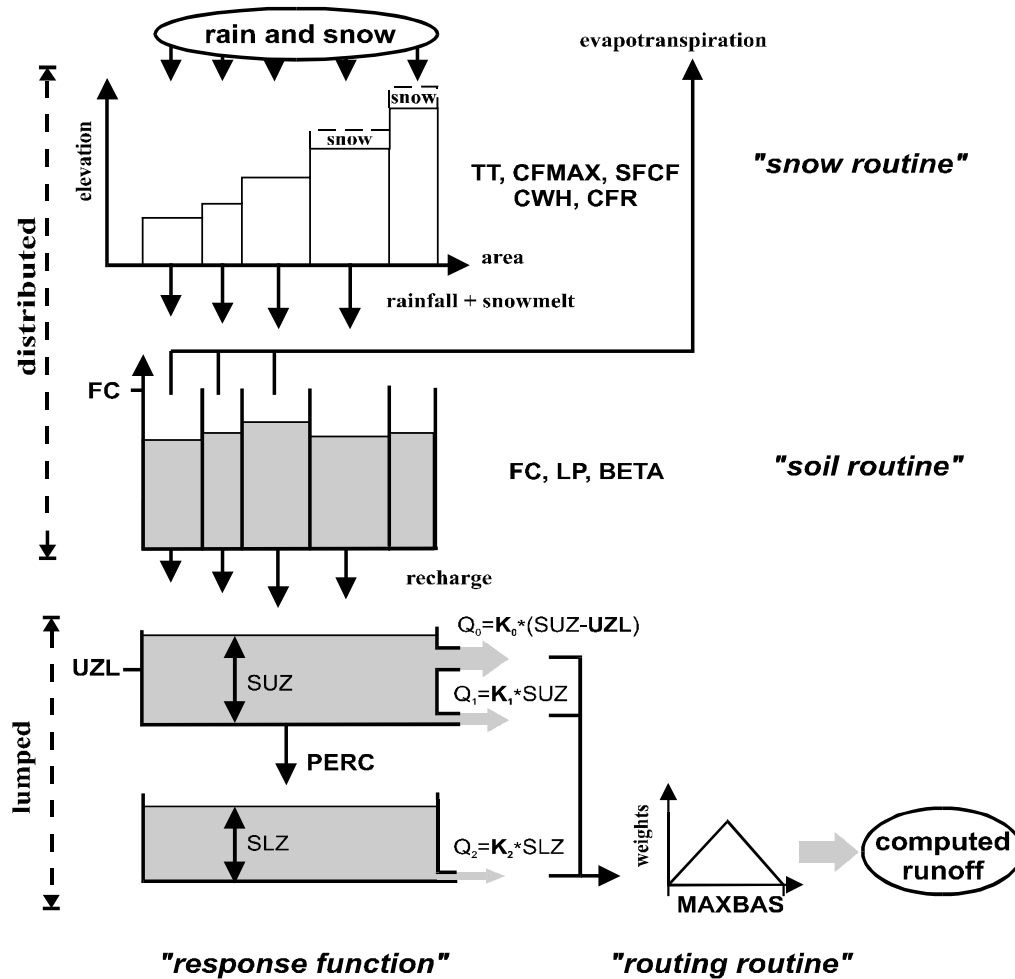 rain and snow
evapotranspiration
snow
snow
elevation
TT, CFMAX, SFCF
CWH, CFR
"snow routine"
area
rainfall + snowmelt
distributed
FC
FC, LP, BETA
"soil routine"
recharge
Q₀=K₀*(SUZ-UZL)
UZL
SUZ
Q₁=K₁*SUZ
lumped
PERC
SLZ
Q₂=K₂*SLZ
weights
MAXBAS
computed
runoff
"response function"
"routing routine"